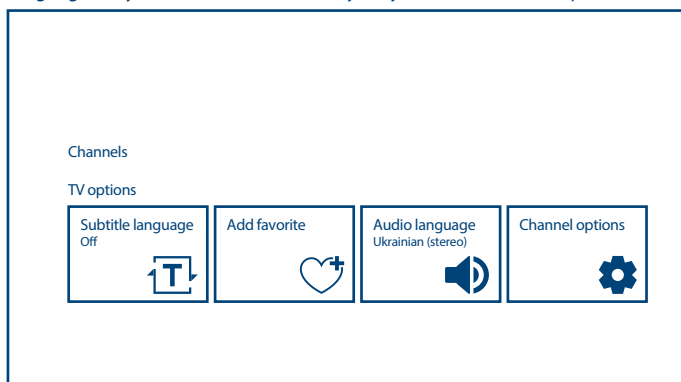 Channels
TV options
Subtitle language
Off
T
Add favorite
Audio language
Ukrainian (stereo)
Channel options